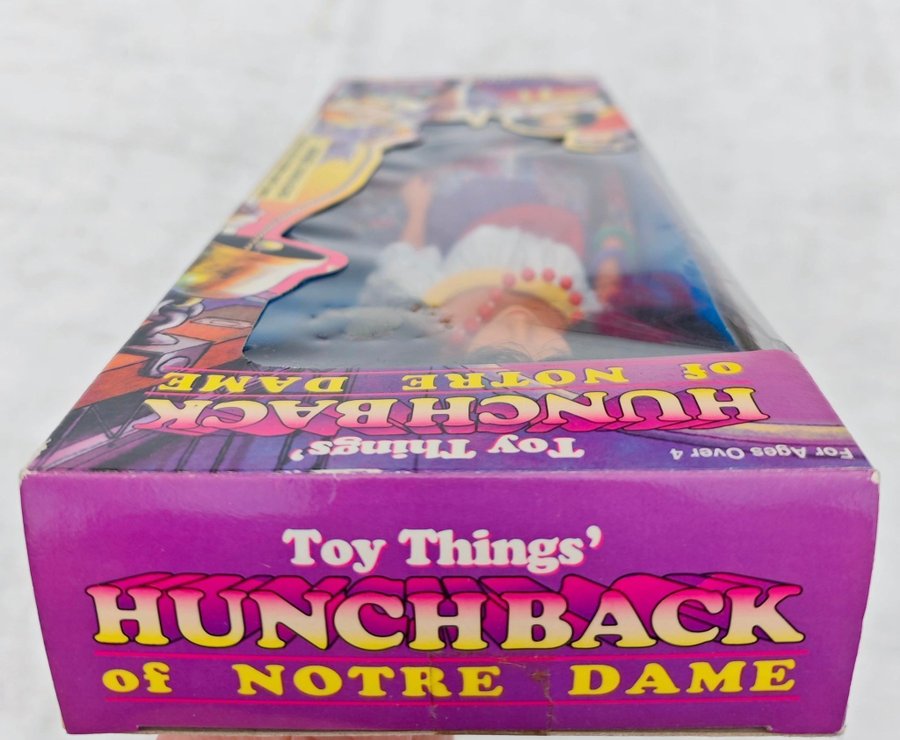 of NOTRE DAME
HUNCHBACK
Toy Things'
For Ages Over 4
Toy Things'
HUNCHBACK
of NOTRE DAME